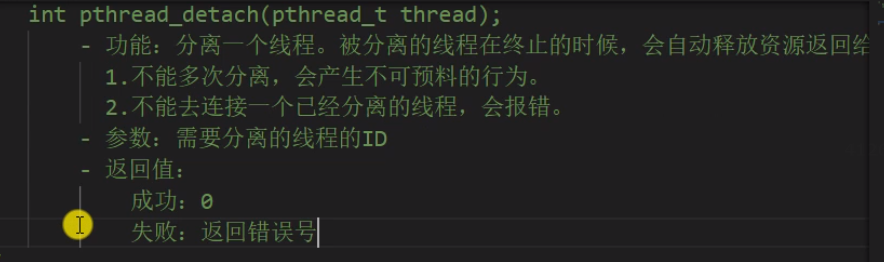 int pthread_detach(pthread_t thread);
- 功能：分离一个线程。被分离的线程在终止的时候，会自动释放资源返回给
1.不能多次分离，会产生不可预料的行为。
2.不能去连接一个已经分离的线程，会报错。
- 参数：需要分离的线程的ID
- 返回值：
成功：0
失败：返回错误号